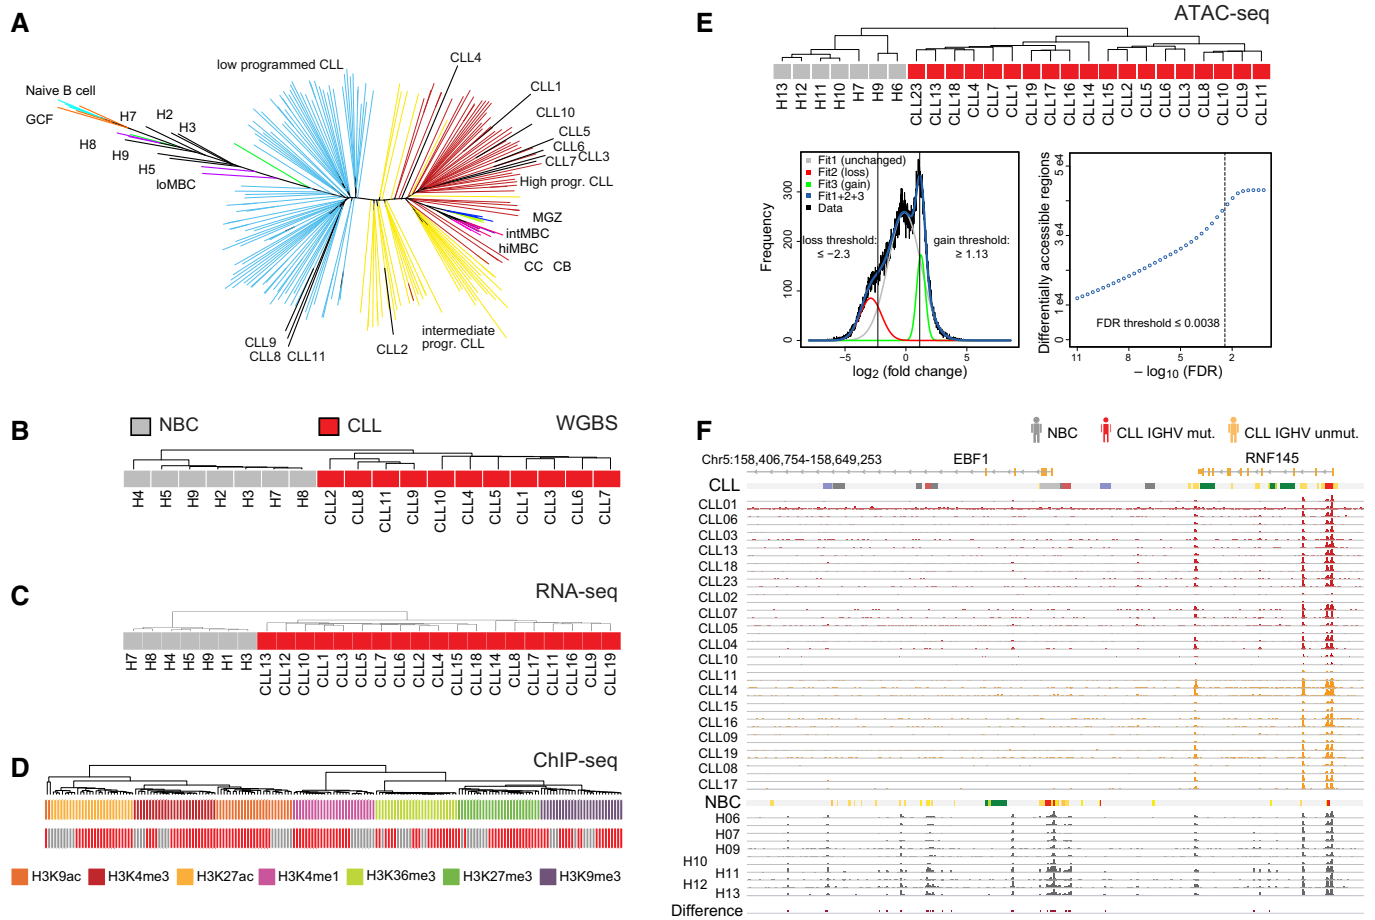 A
low programmed CLL
CLL4
Naive B cell
GCF
H7
H2
H3
H8
H9
H5
loMBC
CLL1
CLL10
CLL5
CLL6
CLL7
CLL3
High progr. CLL
MGZ
intMBC
hiMBC
CC CB
CLL9
CLL8 CLL11
CLL2
intermediate
progr. CLL
B
NBC
CLL
WGBS
H4 H5 H9 H2 H3 H7 H8 CLL2 CLL8 CLL11 CLL9 CLL10 CLL4 CLL5 CLL1 CLL3 CLL6 CLL7
C
RNA-seq
H7 H8 H4 H5 H9 H1 H3 CLL13 CLL12 CLL10 CLL1 CLL3 CLL5 CLL7 CLL6 CLL2 CLL4 CLL15 CLL18 CLL14 CLL8 CLL17 CLL11 CLL16 CLL9 CLL19
D
ChIP-seq
H3K9ac H3K4me3 H3K27ac H3K4me1 H3K36me3 H3K27me3 H3K9me3
E
ATAC-seq
H13 H12 H11 H10 H7 H9 H6 CLL23 CLL13 CLL18 CLL4 CLL7 CLL1 CLL19 CLL17 CLL16 CLL14 CLL15 CLL2 CLL5 CLL6 CLL3 CLL8 CLL10 CLL9 CLL11
Frequency
300
200
100
0
Fit1 (unchanged)
Fit2 (loss)
Fit3 (gain)
Fit1+2+3
Data
loss threshold:
≤ −2.3
gain threshold:
≥ 1.13
−5 0 5
log2 (fold change)
Differentially accessible regions
5 e4
3 e4
1 e4
0
FDR threshold ≤ 0.0038
11 8 5 2
− log10 (FDR)
F
NBC
CLL IGHV mut.
CLL IGHV unmut.
Chr5:158,406,754-158,649,253
EBF1
RNF145
CLL
CLL01
CLL06
CLL03
CLL13
CLL18
CLL23
CLL02
CLL07
CLL05
CLL04
CLL10
CLL11
CLL14
CLL15
CLL16
CLL09
CLL19
CLL08
CLL17
NBC
H06
H07
H09
H10
H11
H12
H13
Difference